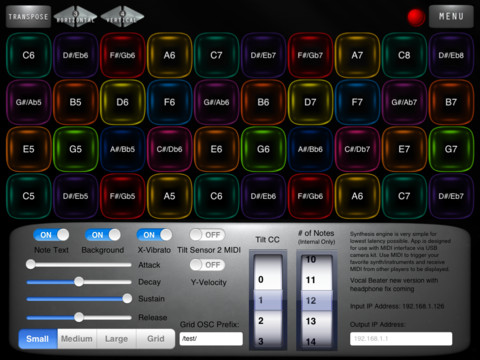 TRANSPOSE
HORIZONTAL
VERTICAL
MENU
C6 D#/Eb6 F#/Gb6 A6 C7 D#/Eb7 F#/Gb7 A7 C8 D#/Eb8
G#/Ab5 B5 D6 F6 G#/Ab6 B6 D7 F7 G#/Ab7 B7
E5 G5 A#/Bb5 C#/Db6 E6 G6 A#/Bb6 C#/Db7 E7 G7
C5 D#/Eb5 F#/Gb5 A5 C6 D#/Eb6 F#/Gb6 A6 C7 D#/Eb7
ON ON ON OFF
Note Text Background X-Vibrato Tilt Sensor 2 MIDI
OFF
Y-Velocity
Attack
Decay
Sustain
Release
Small Medium Large Grid
Grid OSC Prefix:
/test/
Tilt CC
0
1
2
3
# of Notes
(Internal Only)
10
11
12
13
14
Synthesis engine is very simple for
lowest latency possible. App is designed
for use with MIDI interface via USB
camera kit. Use MIDI to trigger your
favorite synth/instruments and receive
MIDI from other players to be displayed.
Vocal Beater new version with
headphone fix coming
Input IP Address: 192.168.1.126
Output IP Address
192.168.1.1